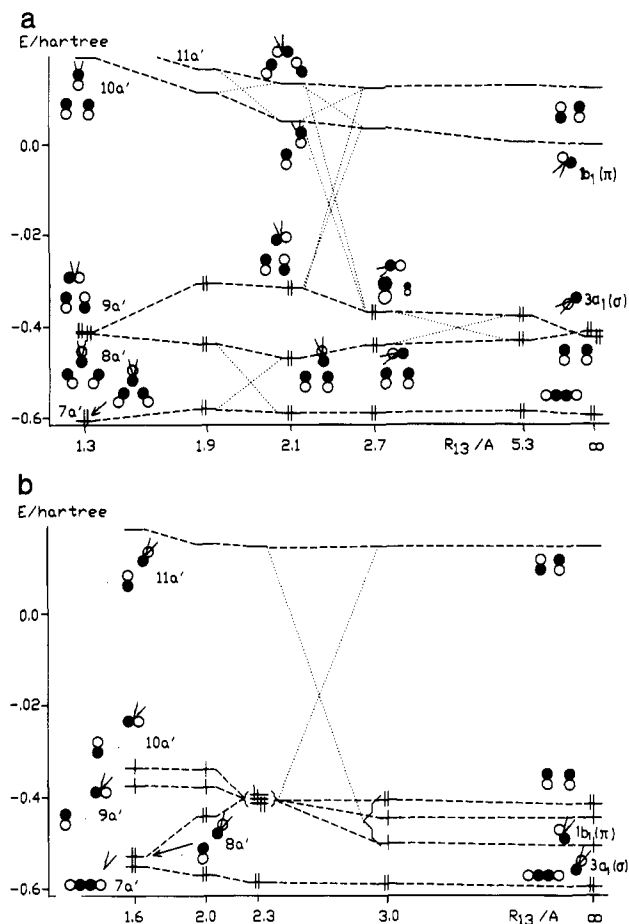 a
E/hartree
11a'
10a'
0.0
1b₁(π)
-.02
3a₁(σ)
9a'
-0.4
8a'
7a'
-0.6
1.3 1.9 2.1 2.7 R₁₃/A 5.3 ∞
b
E/hartree
11a'
0.0
-.02
10a'
-0.4
9a'
8a'
1b₁(π)
3a₁(σ)
7a'
-0.6
1.6 2.0 2.3 3.0 R₁₃/A ∞